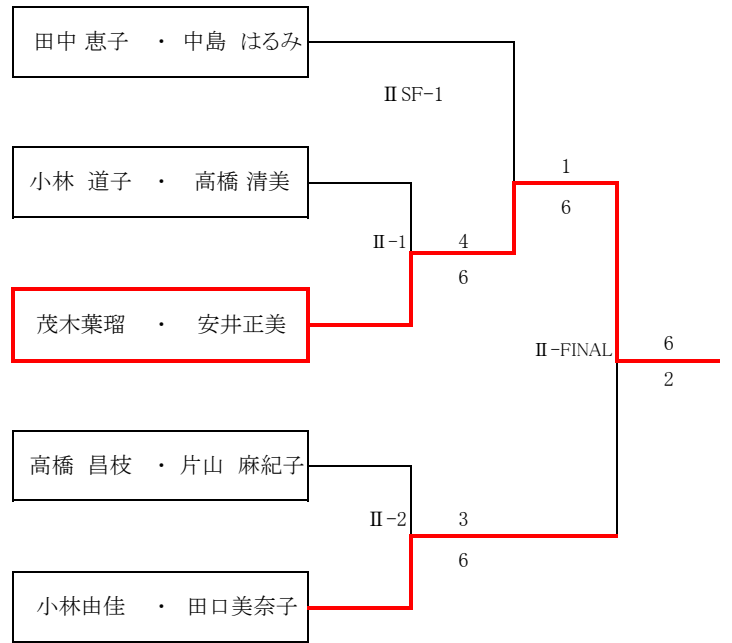 田中 恵子 ・ 中島 はるみ
Ⅱ SF-1
1
小林 道子 ・ 高橋 清美
6
Ⅱ-1
4
6
茂木葉瑠 ・ 安井正美
Ⅱ-FINAL
6
2
高橋 昌枝 ・ 片山 麻紀子
Ⅱ-2
3
6
小林由佳 ・ 田口美奈子